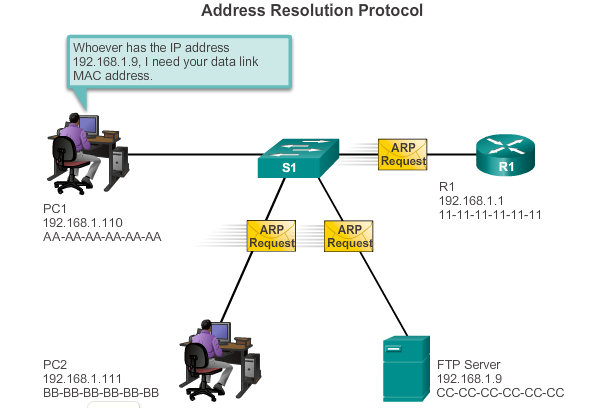 Address Resolution Protocol
Whoever has the IP address
192.168.1.9, I need your data link
MAC address.
ARP
Request
S1
R1
R1
192.168.1.1
11-11-11-11-11-11
PC1
192.168.1.110
AA-AA-AA-AA-AA-AA
ARP
Request
ARP
Request
PC2
192.168.1.111
BB-BB-BB-BB-BB-BB
FTP Server
192.168.1.9
CC-CC-CC-CC-CC-CC